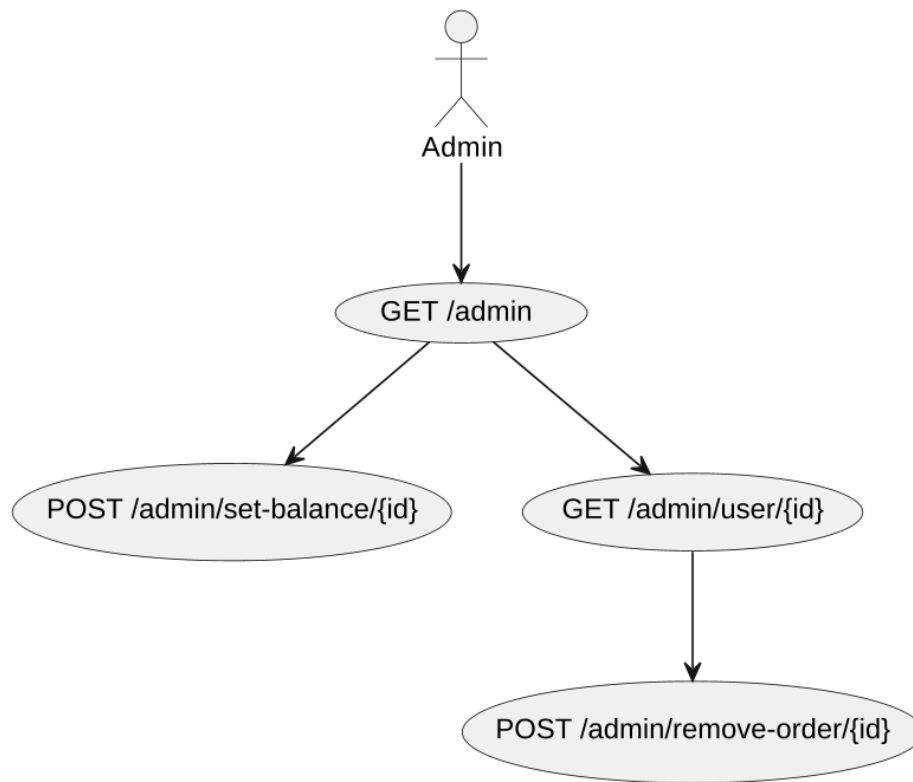 Admin
GET /admin
POST /admin/set-balance/{id}
GET /admin/user/{id}
POST /admin/remove-order/{id}